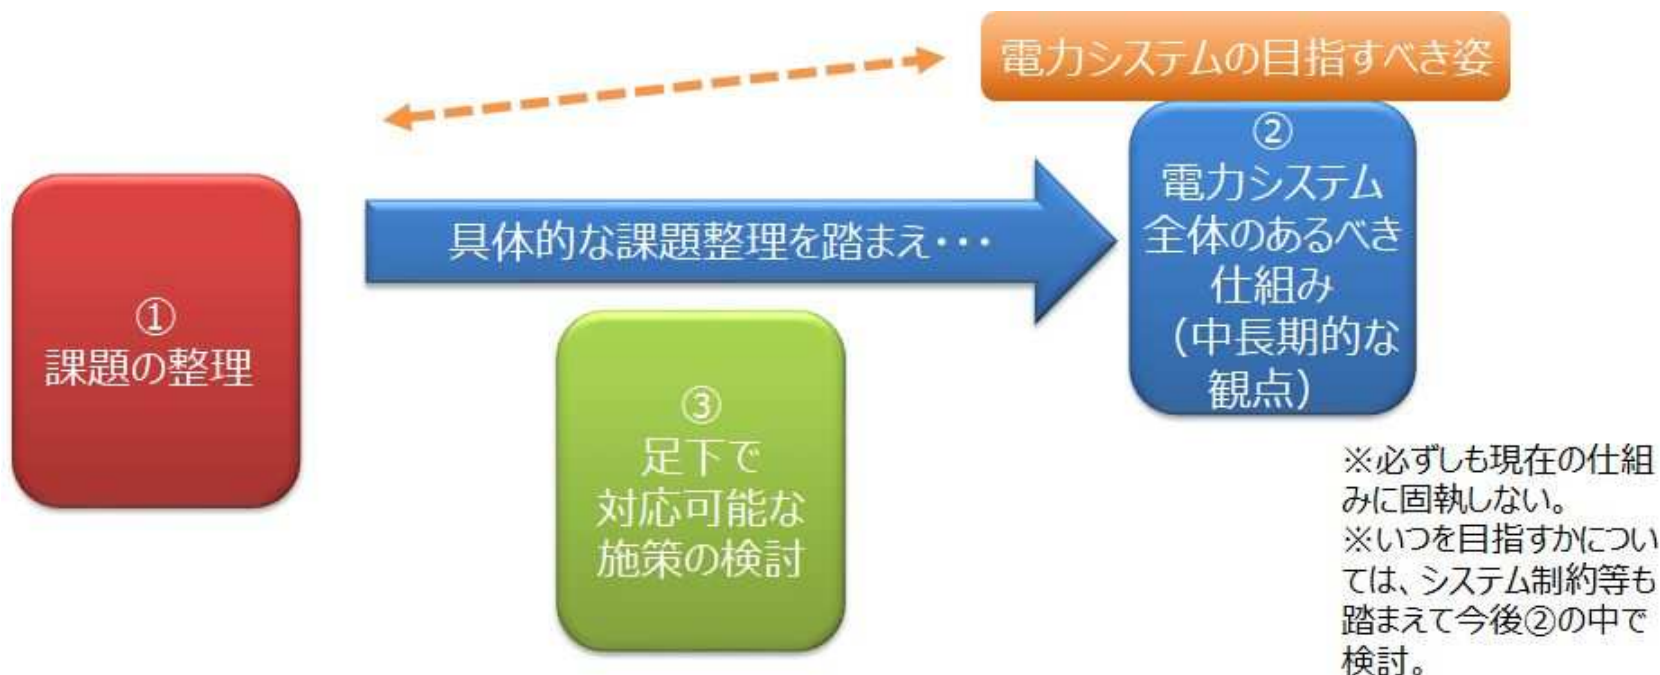 電力システムの目指すべき姿
①
課題の整理
具体的な課題整理を踏まえ・・・
②
電力システム
全体のあるべき
仕組み
（中長期的な
観点）
③
足下で
対応可能な
施策の検討
※必ずしも現在の仕組
みに固執しない。
※いつを目指すかについ
ては、システム制約等も
踏まえて今後②の中で
検討。